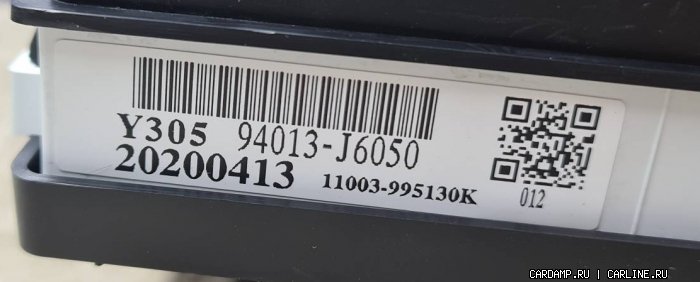 Y305 94013-J6050
20200413 11003-995130K
012
CARDAMP.RU | CARLINE.RU